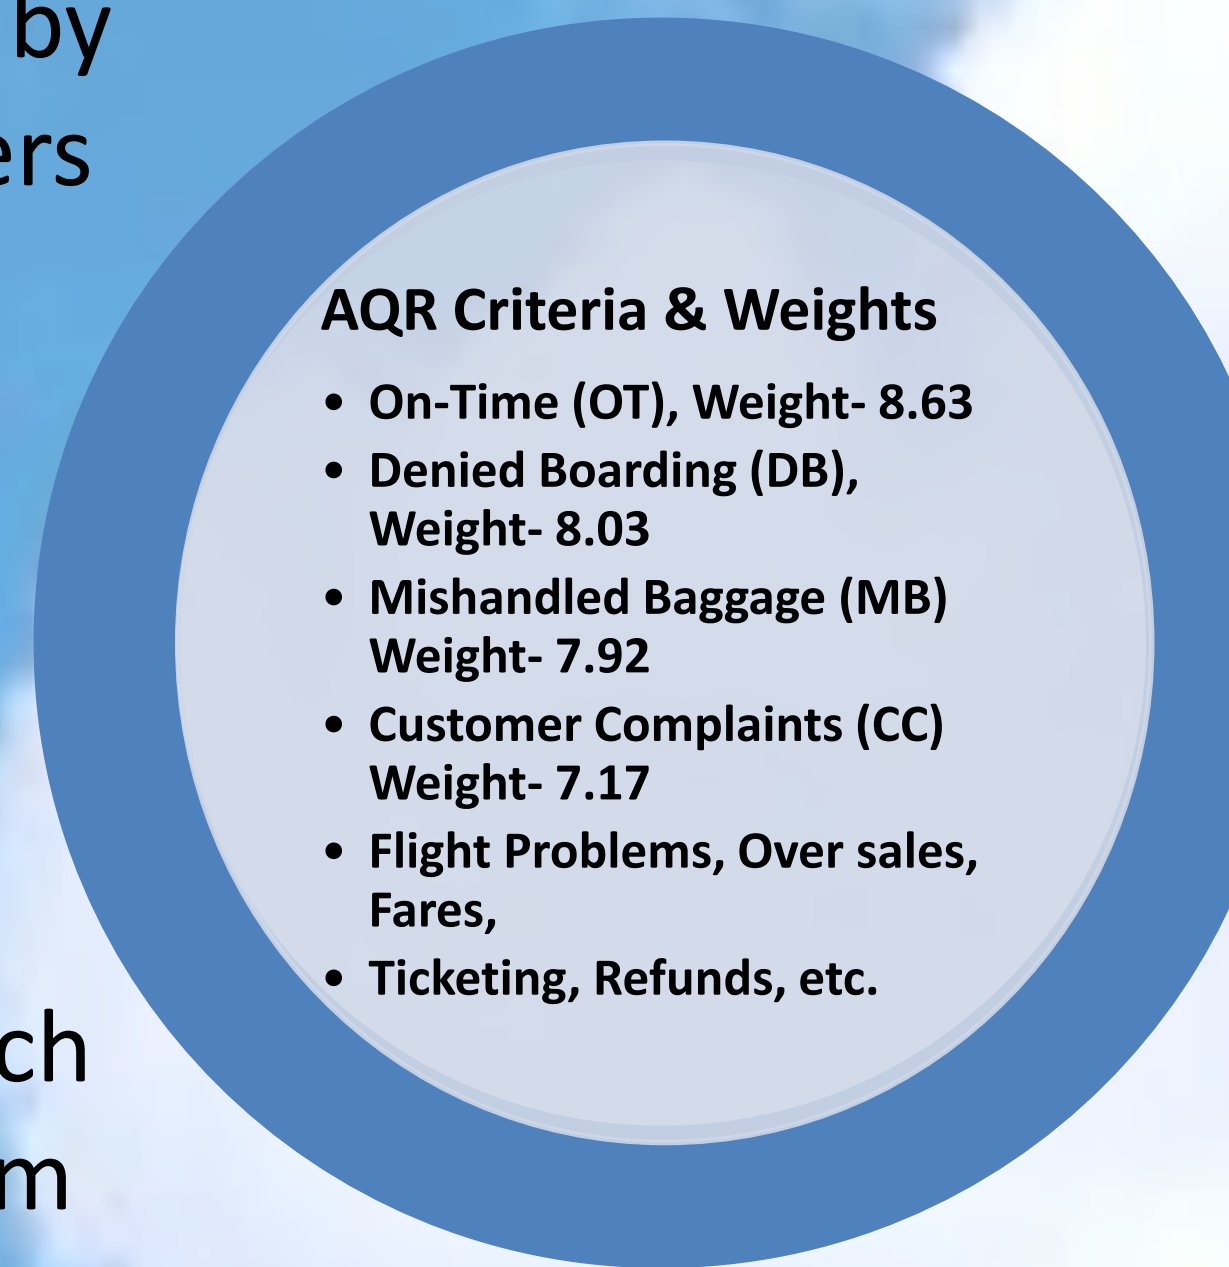 by
ers
AQR Criteria & Weights
• On-Time (OT), Weight- 8.63
• Denied Boarding (DB),
Weight- 8.03
• Mishandled Baggage (MB)
Weight- 7.92
• Customer Complaints (CC)
Weight- 7.17
• Flight Problems, Over sales,
Fares,
• Ticketing, Refunds, etc.
ch
m